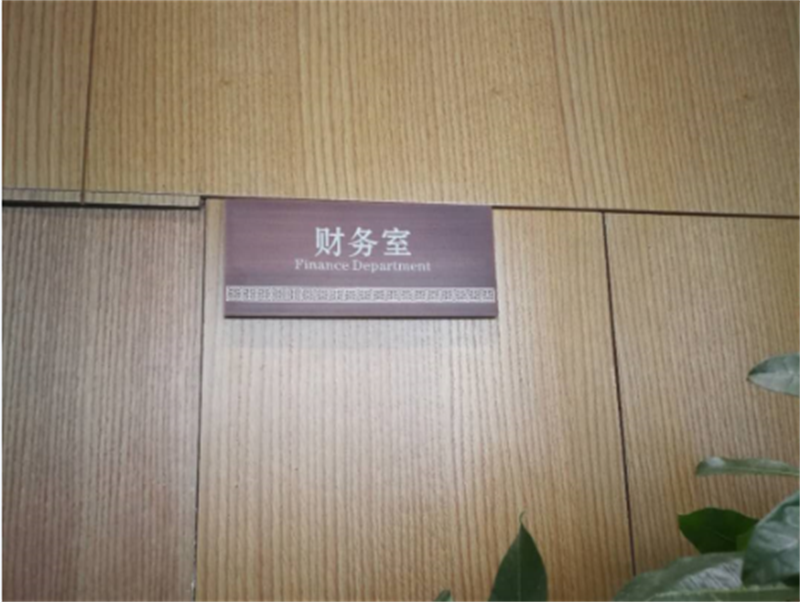 财务室
Finance Department